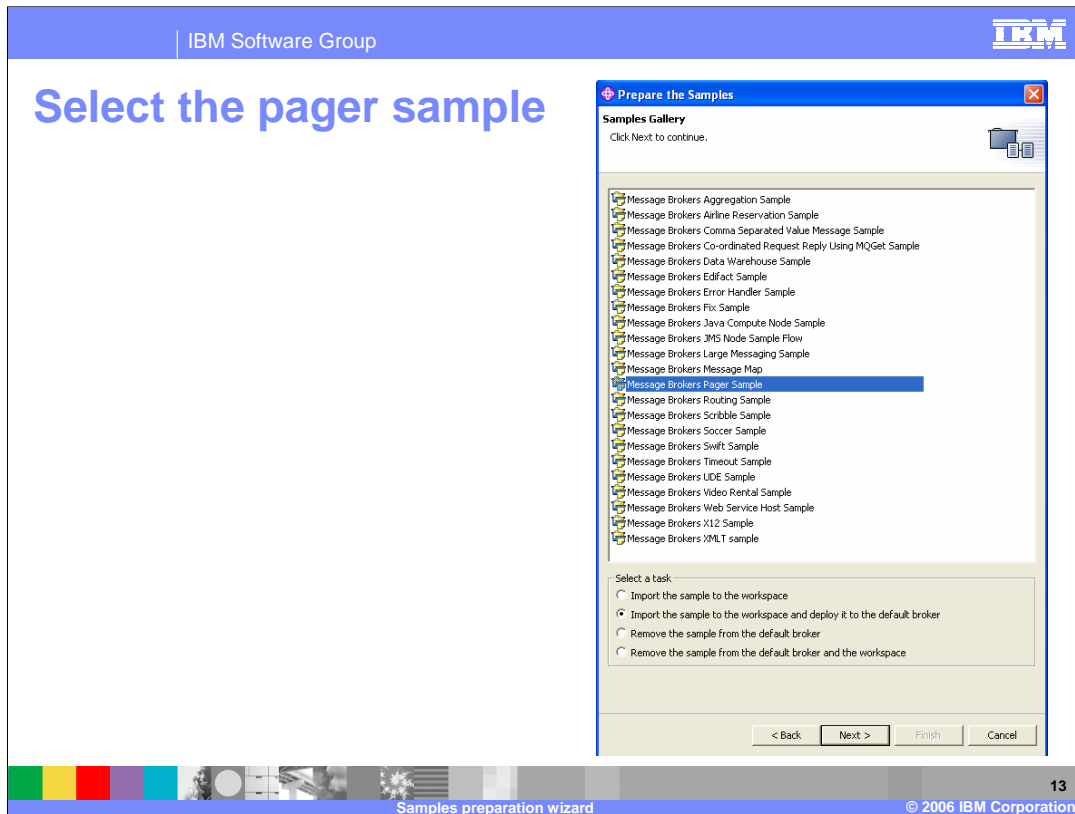 IBM Software Group
IBM
Select the pager sample
Prepare the Samples
Samples Gallery
Click Next to continue.
Message Brokers Aggregation Sample
Message Brokers Airline Reservation Sample
Message Brokers Comma Separated Value Message Sample
Message Brokers Co-ordinated Request Reply Using MQGet Sample
Message Brokers Data Warehouse Sample
Message Brokers Edifact Sample
Message Brokers Error Handler Sample
Message Brokers Fix Sample
Message Brokers Java Compute Node Sample
Message Brokers JMS Node Sample Flow
Message Brokers Large Messaging Sample
Message Brokers Message Map
Message Brokers Pager Sample
Message Brokers Routing Sample
Message Brokers Scribble Sample
Message Brokers Soccer Sample
Message Brokers Swift Sample
Message Brokers Timeout Sample
Message Brokers UDE Sample
Message Brokers Video Rental Sample
Message Brokers Web Service Host Sample
Message Brokers X12 Sample
Message Brokers XMLT sample
Select a task
Import the sample to the workspace
Import the sample to the workspace and deploy it to the default broker
Remove the sample from the default broker
Remove the sample from the default broker and the workspace
< Back
Next >
Finish
Cancel
13
Samples preparation wizard
© 2006 IBM Corporation